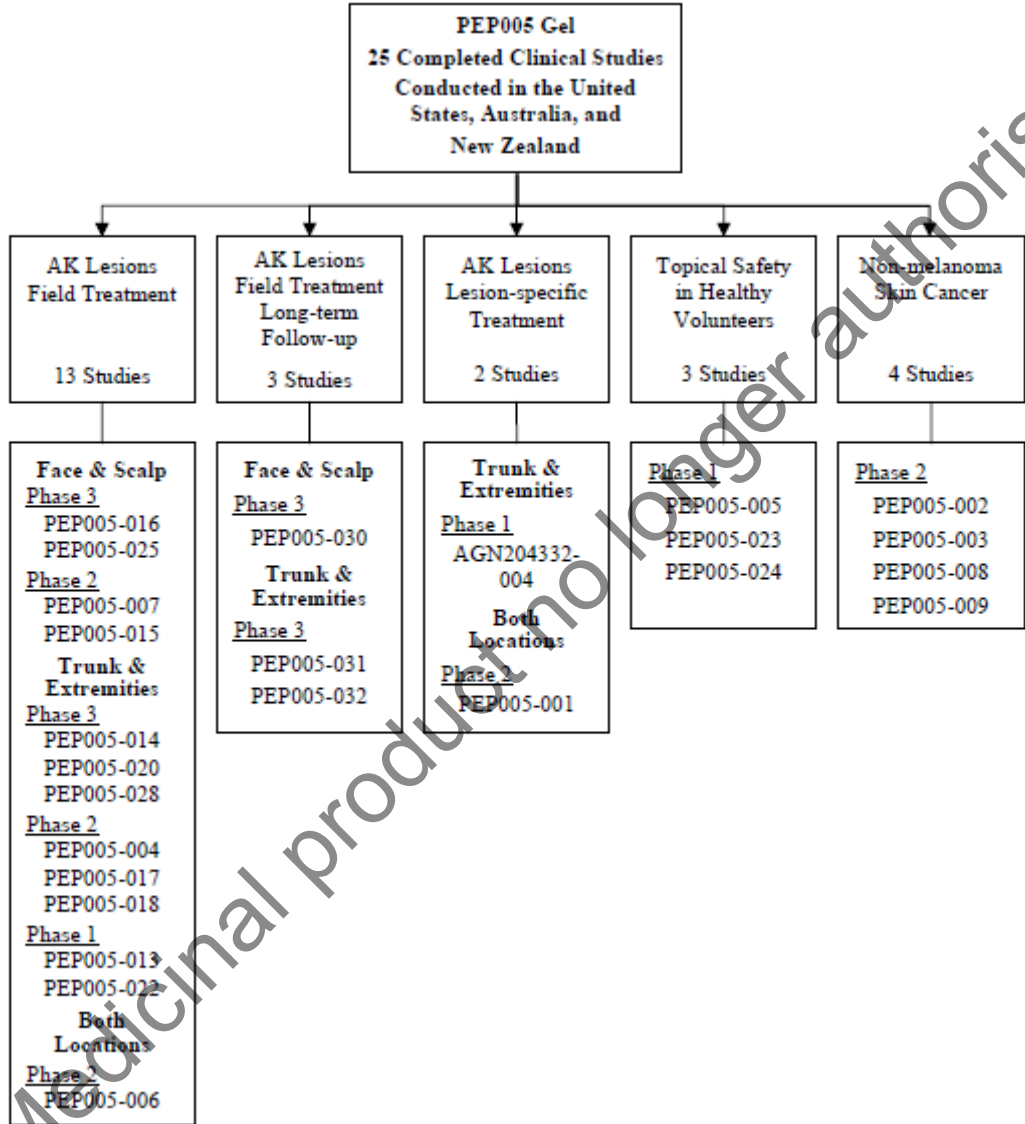 PEP005 Gel
25 Completed Clinical Studies
Conducted in the United
States, Australia, and
New Zealand
AK Lesions
Field Treatment
13 Studies
AK Lesions
Field Treatment
Long-term
Follow-up
3 Studies
AK Lesions
Lesion-specific
Treatment
2 Studies
Topical Safety
in Healthy
Volunteers
3 Studies
Non-melanoma
Skin Cancer
4 Studies
Face & Scalp
Phase 3
PEP005-016
PEP005-025
Phase 2
PEP005-007
PEP005-015
Trunk &
Extremities
Phase 3
PEP005-014
PEP005-020
PEP005-028
Phase 2
PEP005-004
PEP005-017
PEP005-018
Phase 1
PEP005-013
PEP005-022
Both
Locations
Phase 2
PEP005-006
Face & Scalp
Phase 3
PEP005-030
Trunk &
Extremities
Phase 3
PEP005-031
PEP005-032
Trunk &
Extremities
Phase 1
AGN204332-
004
Both
Locations
Phase 2
PEP005-001
Phase 1
PEP005-005
PEP005-023
PEP005-024
Phase 2
PEP005-002
PEP005-003
PEP005-008
PEP005-009
Medicinal product no longer authoris